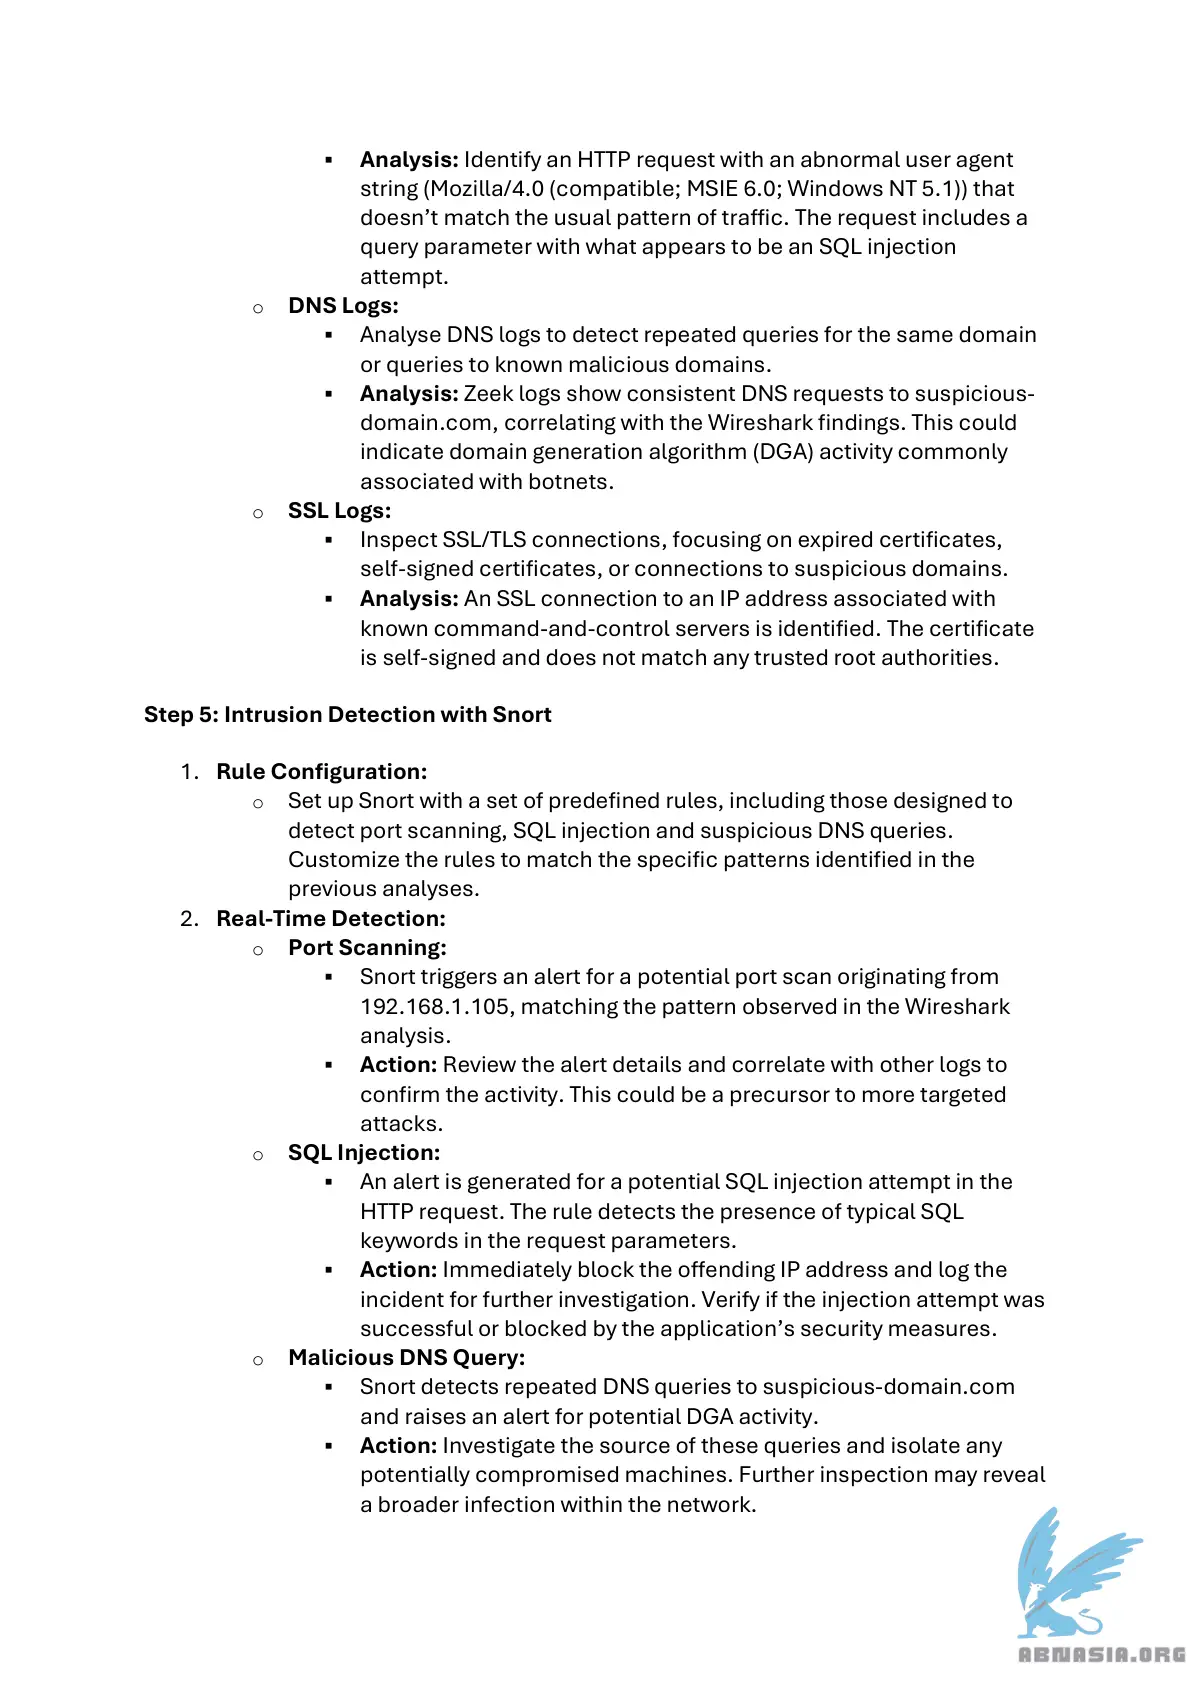 ▪ Analysis: Identify an HTTP request with an abnormal user agent
string (Mozilla/4.0 (compatible; MSIE 6.0; Windows NT 5.1)) that
doesn’t match the usual pattern of traffic. The request includes a
query parameter with what appears to be an SQL injection
attempt.
o DNS Logs:
▪ Analyse DNS logs to detect repeated queries for the same domain
or queries to known malicious domains.
▪ Analysis: Zeek logs show consistent DNS requests to suspicious-
domain.com, correlating with the Wireshark findings. This could
indicate domain generation algorithm (DGA) activity commonly
associated with botnets.
o SSL Logs:
▪ Inspect SSL/TLS connections, focusing on expired certificates,
self-signed certificates, or connections to suspicious domains.
▪ Analysis: An SSL connection to an IP address associated with
known command-and-control servers is identified. The certificate
is self-signed and does not match any trusted root authorities.
Step 5: Intrusion Detection with Snort
1. Rule Configuration:
o Set up Snort with a set of predefined rules, including those designed to
detect port scanning, SQL injection and suspicious DNS queries.
Customize the rules to match the specific patterns identified in the
previous analyses.
2. Real-Time Detection:
o Port Scanning:
▪ Snort triggers an alert for a potential port scan originating from
192.168.1.105, matching the pattern observed in the Wireshark
analysis.
▪ Action: Review the alert details and correlate with other logs to
confirm the activity. This could be a precursor to more targeted
attacks.
o SQL Injection:
▪ An alert is generated for a potential SQL injection attempt in the
HTTP request. The rule detects the presence of typical SQL
keywords in the request parameters.
▪ Action: Immediately block the offending IP address and log the
incident for further investigation. Verify if the injection attempt was
successful or blocked by the application’s security measures.
o Malicious DNS Query:
▪ Snort detects repeated DNS queries to suspicious-domain.com
and raises an alert for potential DGA activity.
▪ Action: Investigate the source of these queries and isolate any
potentially compromised machines. Further inspection may reveal
a broader infection within the network.
ABNASIA.ORG